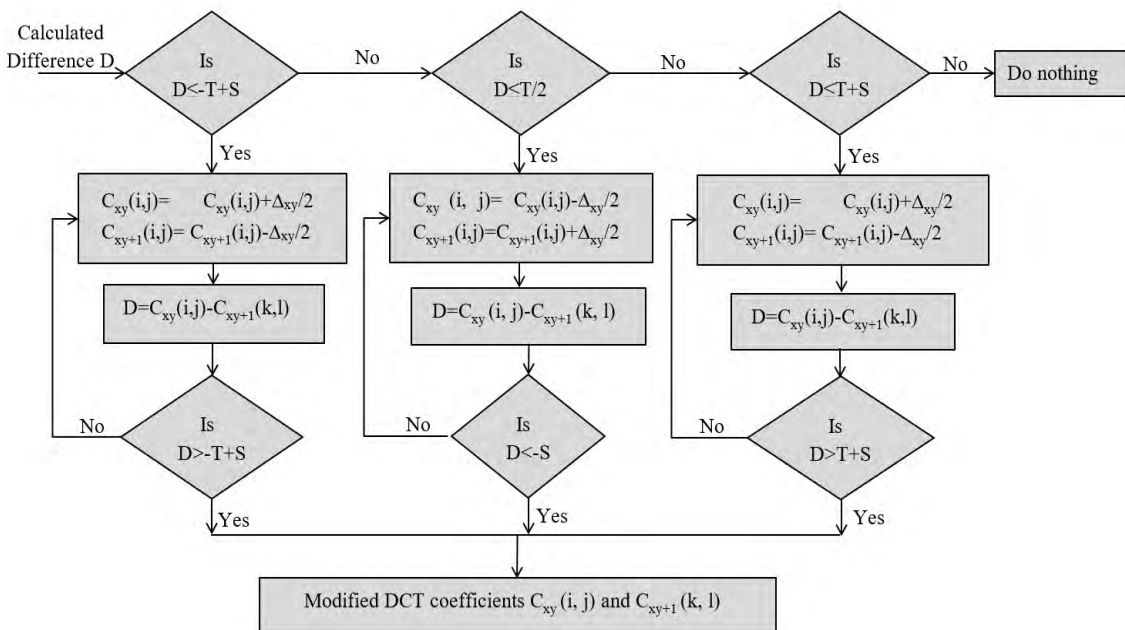 Calculated
Difference D
Is
D≤-T+S
No
Is
D≤T/2
No
Is
D≤T+S
No
Do nothing
Yes
Yes
Yes
Cxy(i,j)= Cxy(i,j)+Δxy/2
Cxy+1(i,j)= Cxy+1(i,j)-Δxy/2
Cxy (i, j)= Cxy(i,j)-Δxy/2
Cxy+1(i,j)=Cxy+1(i,j)+Δxy/2
Cxy(i,j)= Cxy(i,j)+Δxy/2
Cxy+1(i,j)= Cxy+1(i,j)-Δxy/2
D=Cxy(i,j)-Cxy+1(k,l)
D=Cxy (i, j)-Cxy+1 (k, l)
D=Cxy(i,j)-Cxy+1(k,l)
No
Is
D>-T+S
No
Is
D<-S
No
Is
D>T+S
Yes
Yes
Yes
Modified DCT coefficients Cxy (i, j) and Cxy+1 (k, l)